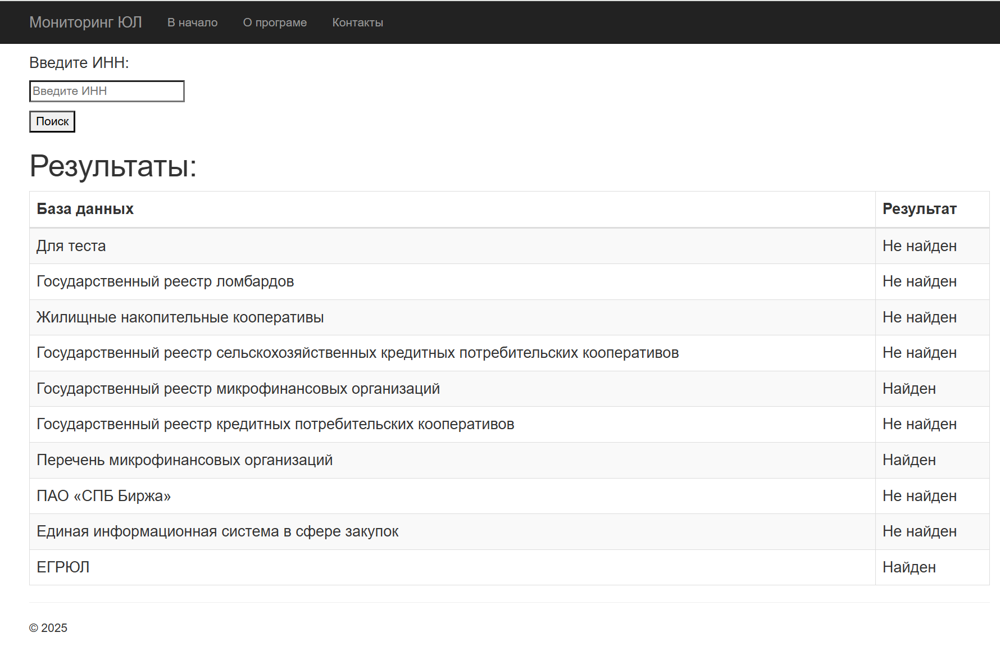 Мониторинг ЮЛ В начало О програме Контакты
Введите ИНН:
Введите ИНН
Поиск
Результаты:
База данных Результат
Для теста Не найден
Государственный реестр ломбардов Не найден
Жилищные накопительные кооперативы Не найден
Государственный реестр сельскохозяйственных кредитных потребительских кооперативов Не найден
Государственный реестр микрофинансовых организаций Найден
Государственный реестр кредитных потребительских кооперативов Не найден
Перечень микрофинансовых организаций Найден
ПАО «СПБ Биржа» Не найден
Единая информационная система в сфере закупок Не найден
ЕГРЮЛ Найден
© 2025